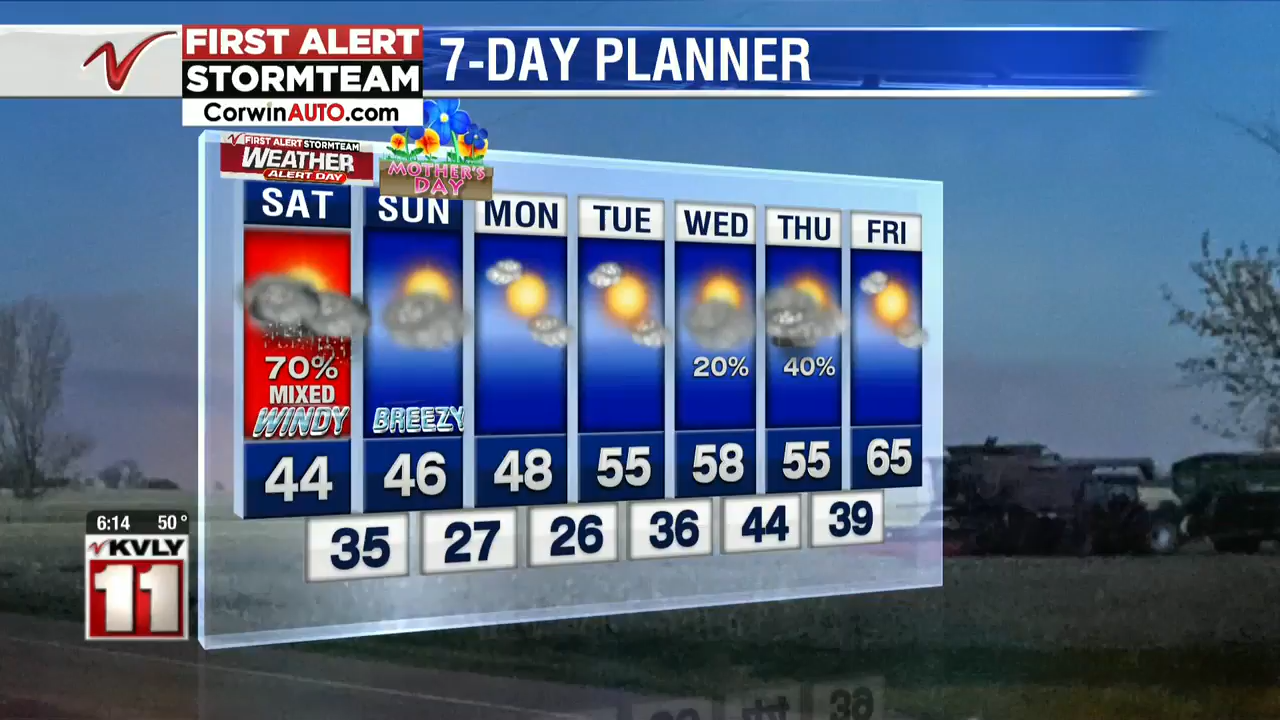 FIRST ALERT
STORMTEAM
CorwinAUTO.com
7-DAY PLANNER
FIRST ALERT STORMTEAM
WEATHER
ALERT DAY
MOTHER'S
DAY
SAT SUN MON TUE WED THU FRI
70% 20% 40%
MIXED
WINDY BREEZY
44 46 48 55 58 55 65
35 27 26 36 44 39
6:14 50°
KVLY
11